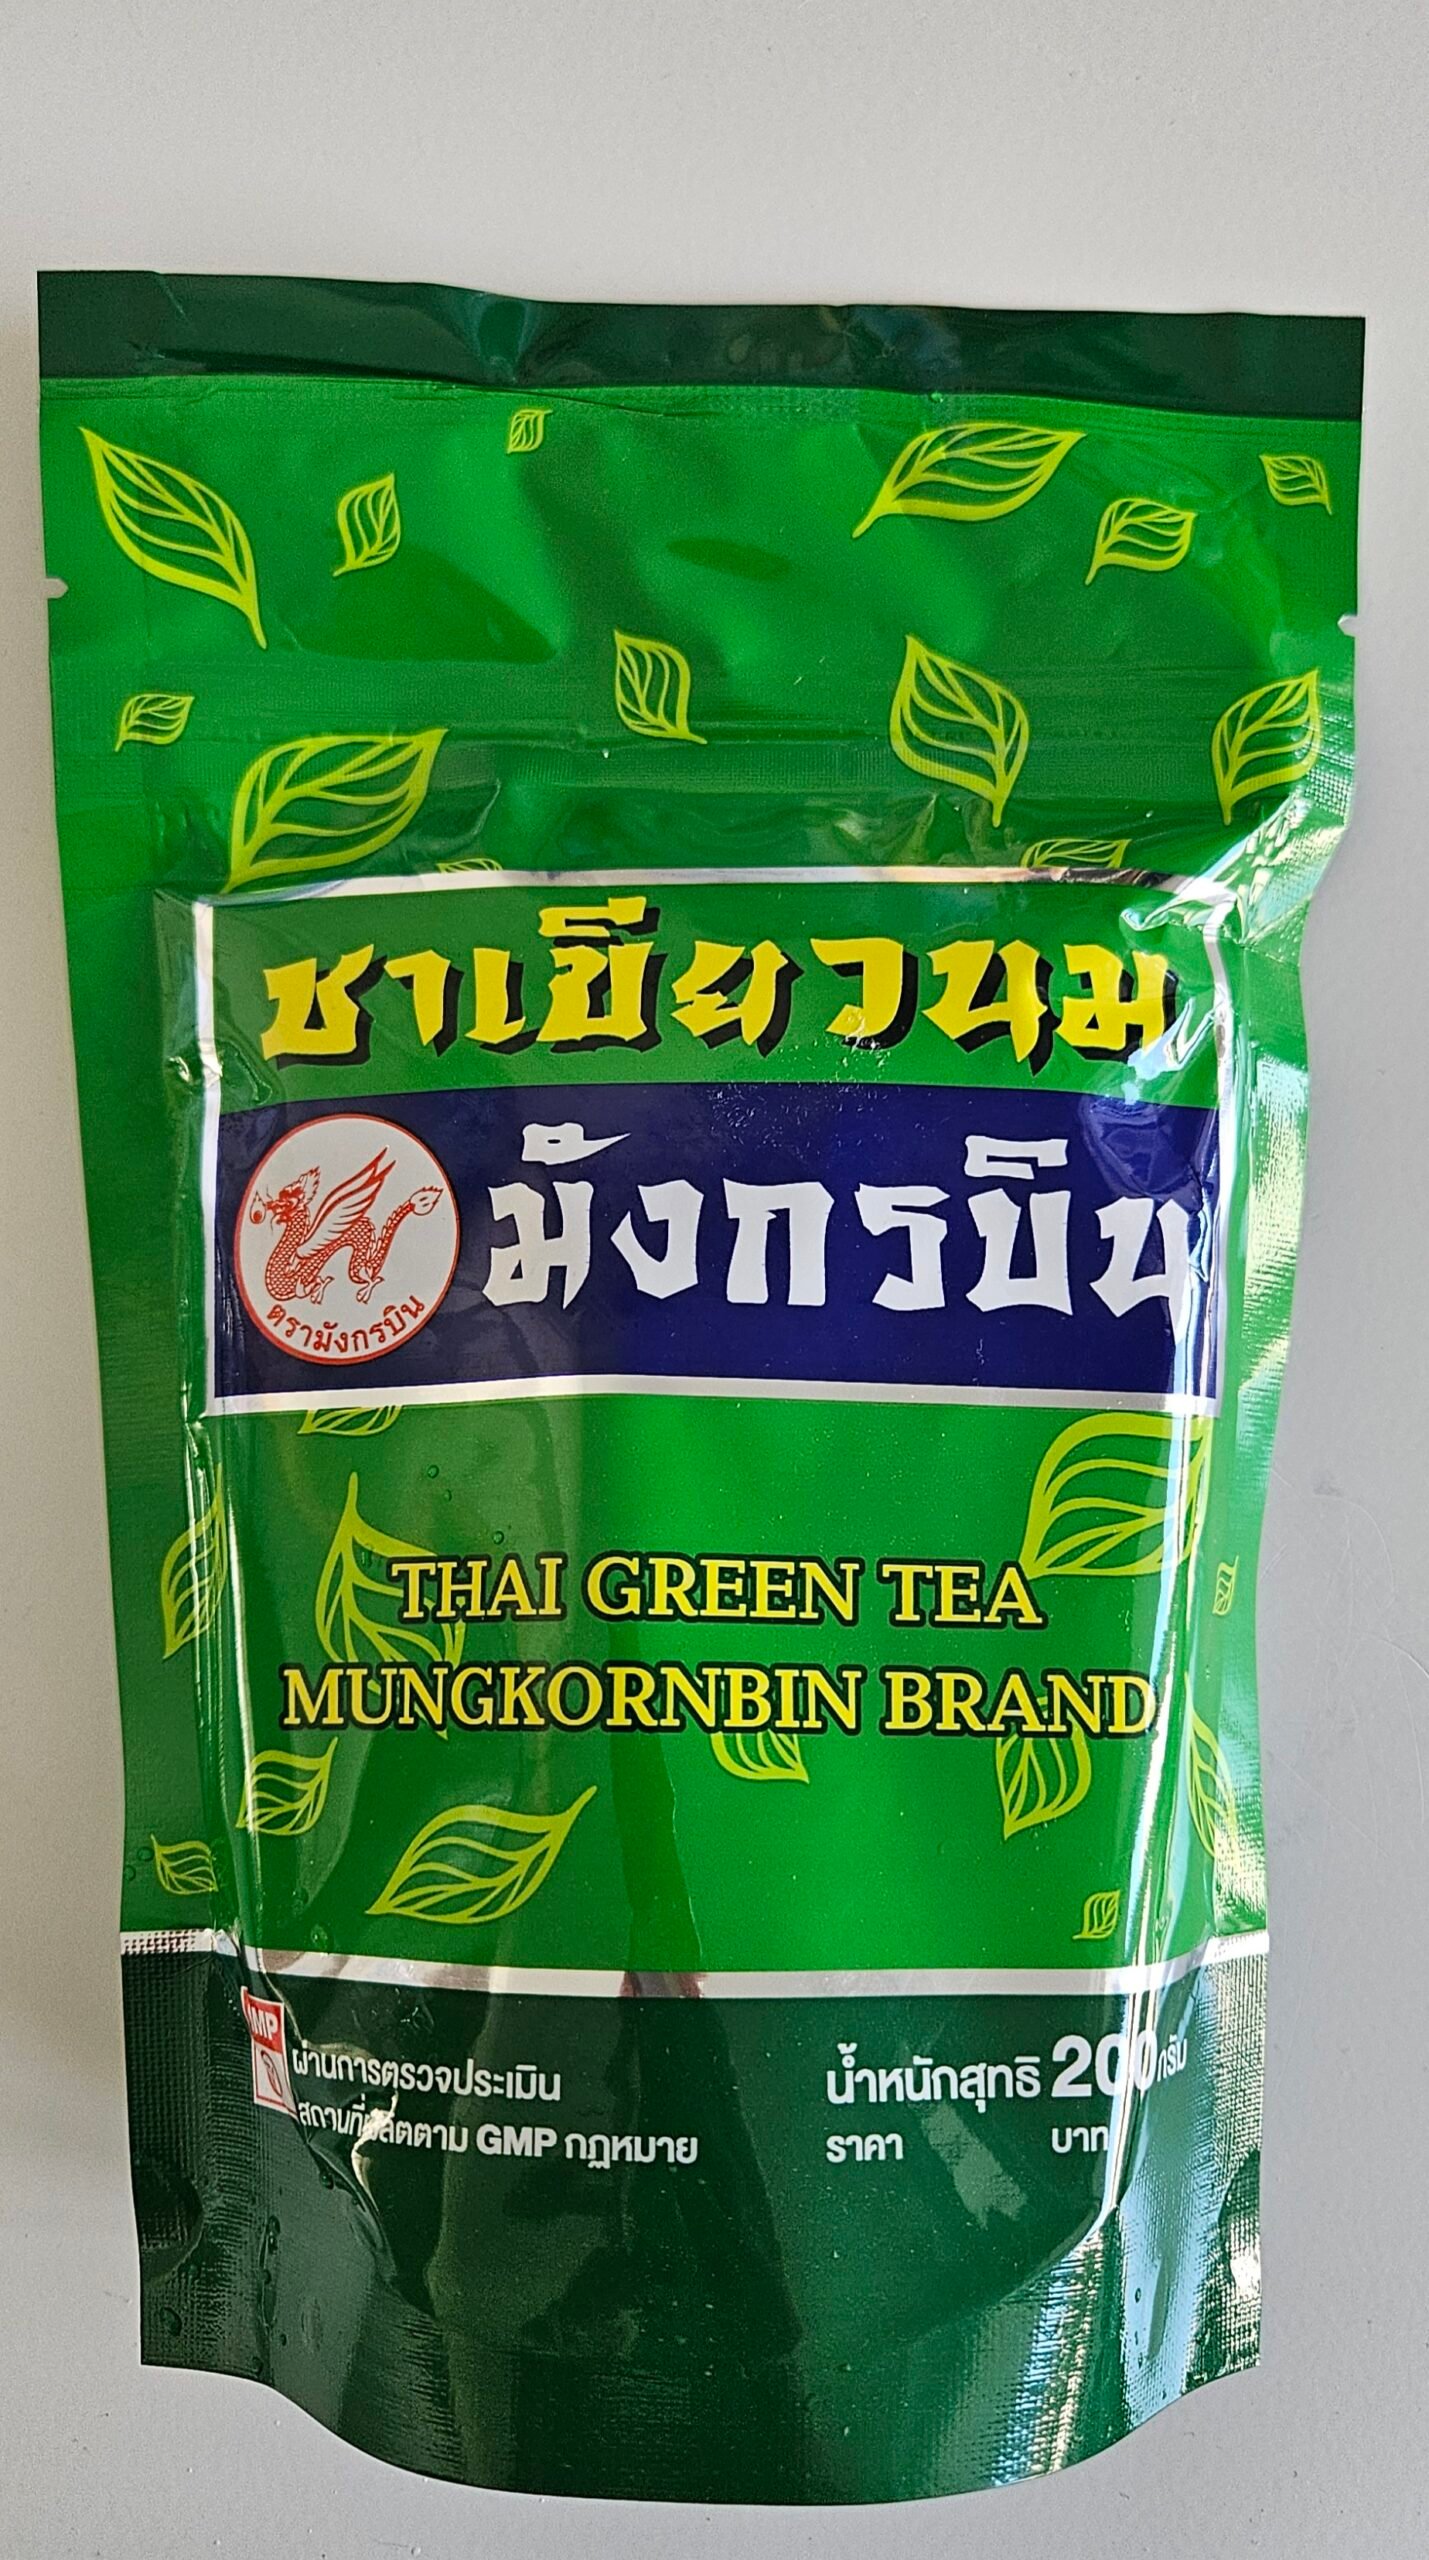 ชาเขียวนม
มังกรบิน
ตรามังกรบิน
THAI GREEN TEA
MUNGKORNBIN BRAND
GMP
ผ่านการตรวจประเมิน
สถานที่ผลิตตาม GMP กฎหมาย
น้ำหนักสุทธิ 200 กรัม
ราคา บาท